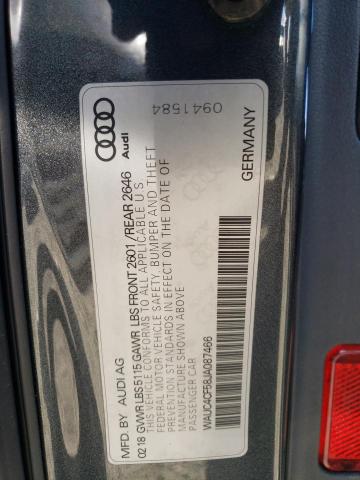 MFD. BY AUDI AG
02 18 GVWR LBS 5115 GAWR LBS FRONT 2601/REAR 2646
THIS VEHICLE CONFORMS TO ALL APPLICABLE U.S.
FEDERAL MOTOR VEHICLE SAFETY, BUMPER AND THEFT
PREVENTION STANDARDS IN EFFECT ON THE DATE OF
MANUFACTURE SHOWN ABOVE
PASSENGER CAR
WAUC4CF58JA087466
Audi
0941584
GERMANY